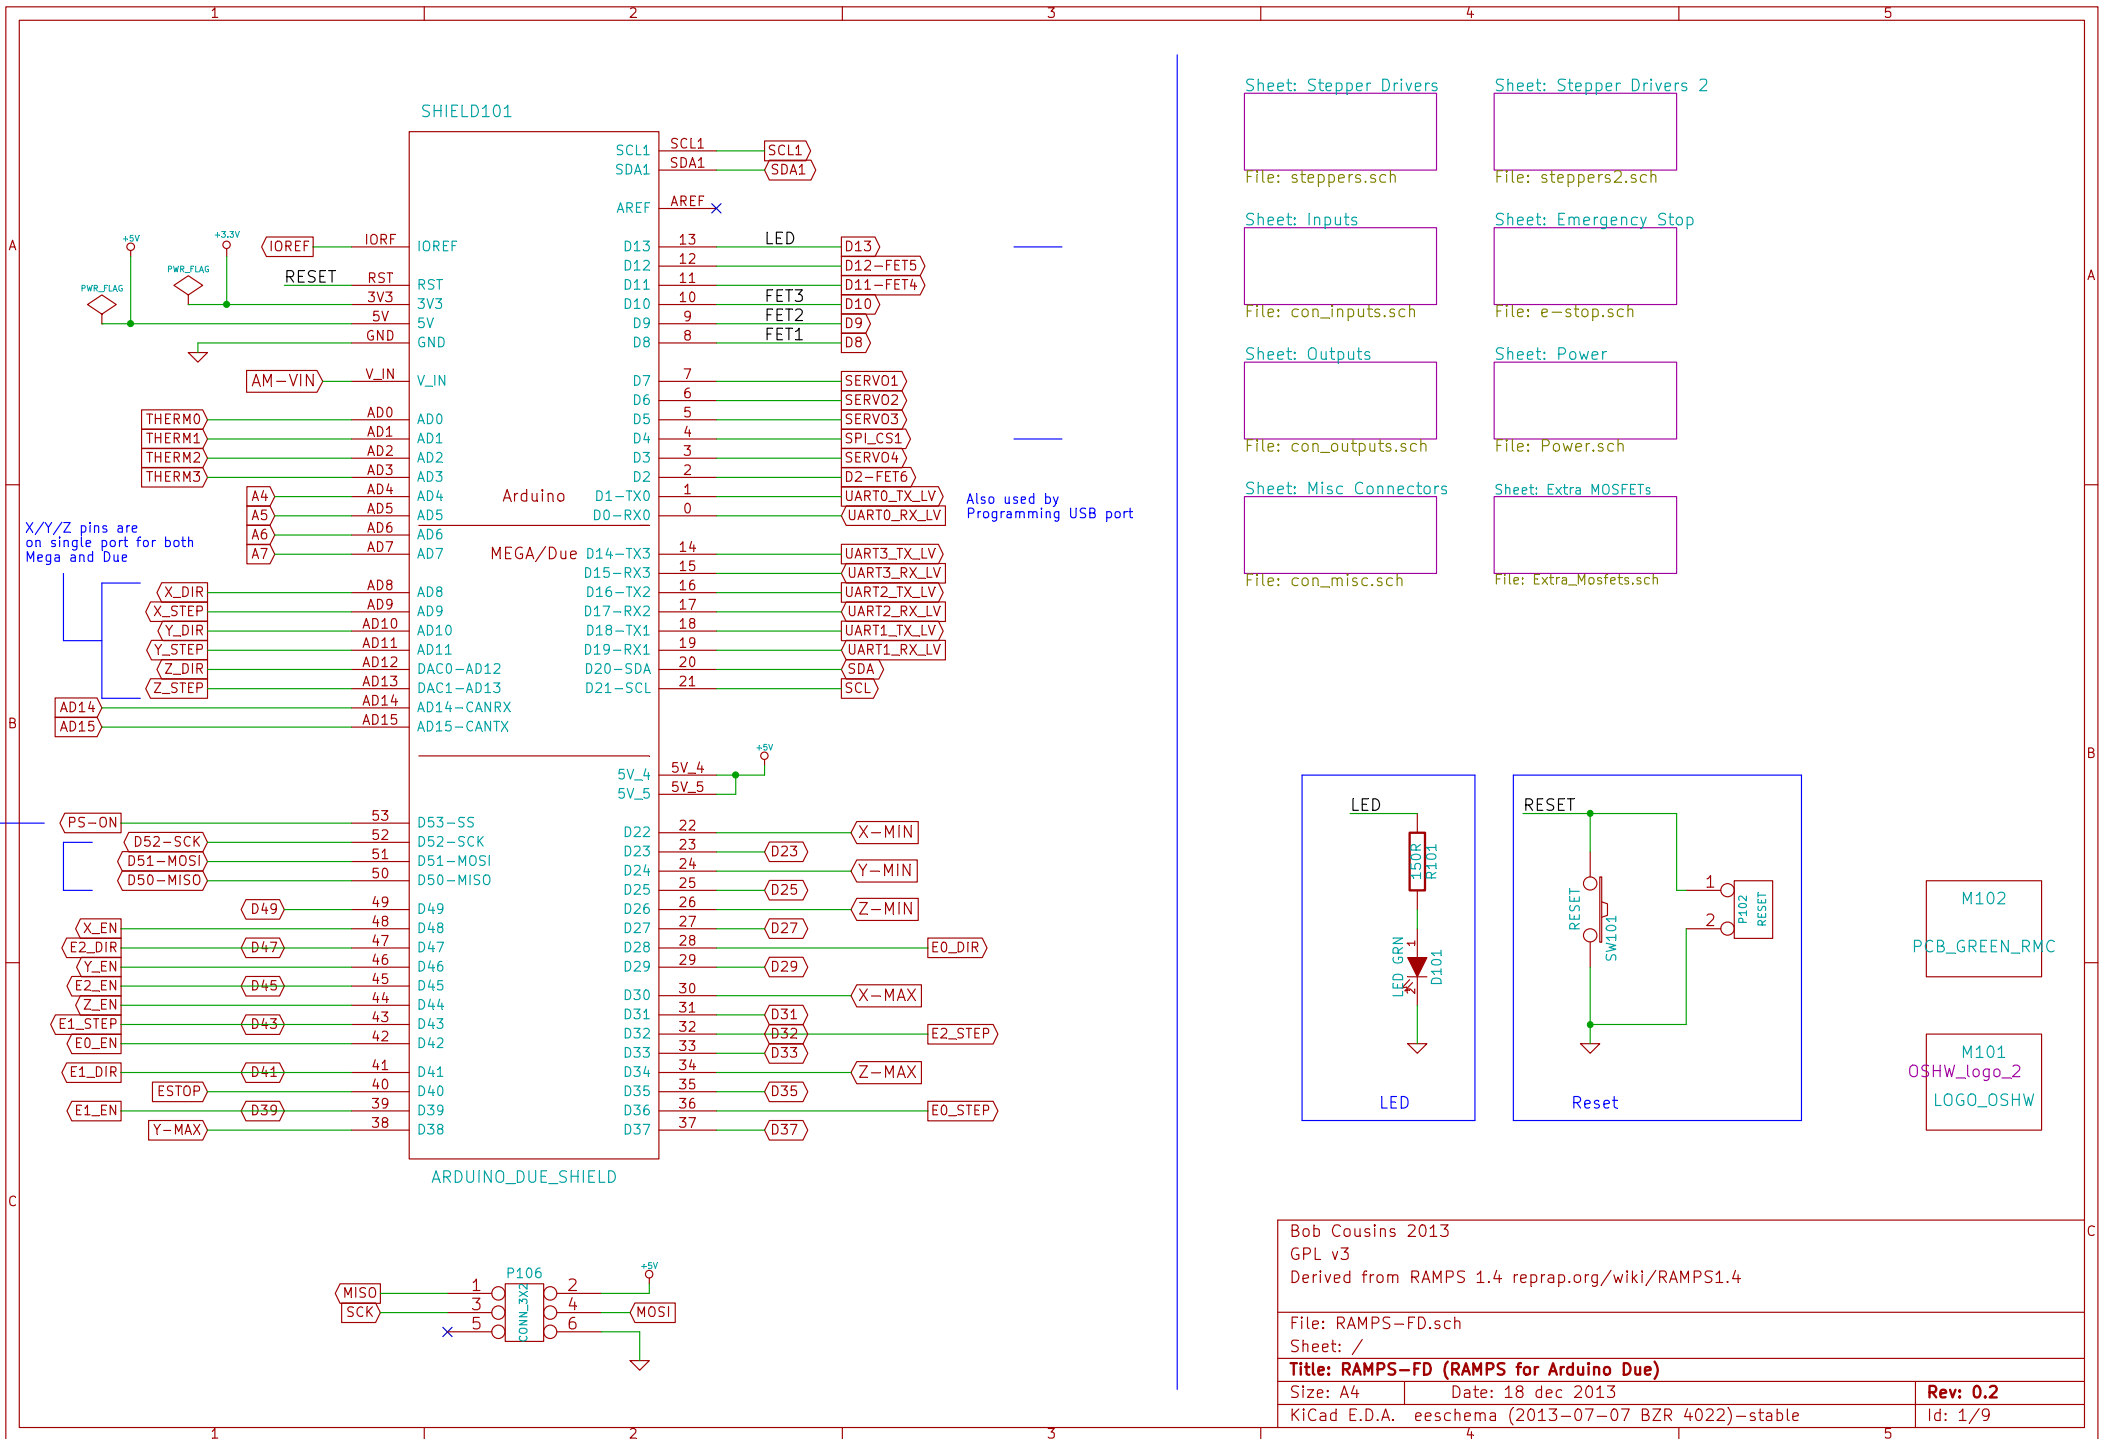 1 2 3 4 5
A
B
C
A
B
C
SHIELD101
SCL1 SCL1 SCL1
SDA1 SDA1 SDA1
AREF AREF
+5V
+3.3V
PWR_FLAG
PWR_FLAG
IOREF IORF IOREF
RESET RST RST
3V3 3V3
5V 5V
GND GND
AM-VIN V_IN V_IN
THERM0 AD0 AD0
THERM1 AD1 AD1
THERM2 AD2 AD2
THERM3 AD3 AD3
A4 AD4 AD4
A5 AD5 AD5
A6 AD6 AD6
A7 AD7 AD7
X/Y/Z pins are
on single port for both
Mega and Due
X_DIR AD8 AD8
X_STEP AD9 AD9
Y_DIR AD10 AD10
Y_STEP AD11 AD11
Z_DIR AD12 DAC0-AD12
Z_STEP AD13 DAC1-AD13
AD14 AD14 AD14-CANRX
AD15 AD15 AD15-CANTX
PS-ON 53 D53-SS
D52-SCK 52 D52-SCK
D51-MOSI 51 D51-MOSI
D50-MISO 50 D50-MISO
D49 49 D49
X_EN 48 D48
E2_DIR D47 47 D47
Y_EN 46 D46
E2_EN D45 45 D45
Z_EN 44 D44
E1_STEP D43 43 D43
E0_EN 42 D42
E1_DIR D41 41 D41
ESTOP 40 D40
E1_EN D39 39 D39
Y-MAX 38 D38
Arduino
MEGA/Due
D13 13 LED D13
D12 12 D12-FET5
D11 11 D11-FET4
D10 10 FET3 D10
D9 9 FET2 D9
D8 8 FET1 D8
D7 7 SERVO1
D6 6 SERVO2
D5 5 SERVO3
D4 4 SPI_CS1
D3 3 SERVO4
D2 2 D2-FET6
D1-TX0 1 UART0_TX_LV
D0-RX0 0 UART0_RX_LV
Also used by
Programming USB port
D14-TX3 14 UART3_TX_LV
D15-RX3 15 UART3_RX_LV
D16-TX2 16 UART2_TX_LV
D17-RX2 17 UART2_RX_LV
D18-TX1 18 UART1_TX_LV
D19-RX1 19 UART1_RX_LV
D20-SDA 20 SDA
D21-SCL 21 SCL
+5V
5V_4 5V_4
5V_5 5V_5
D22 22 X-MIN
D23 23 D23
D24 24 Y-MIN
D25 25 D25
D26 26 Z-MIN
D27 27 D27
D28 28 E0_DIR
D29 29 D29
D30 30 X-MAX
D31 31 D31
D32 32 D32 E2_STEP
D33 33 D33
D34 34 Z-MAX
D35 35 D35
D36 36 E0_STEP
D37 37 D37
ARDUINO_DUE_SHIELD
P106
+5V
MISO 1 2
SCK 3 4 MOSI
5 6
CONN_3X2
Sheet: Stepper Drivers
File: steppers.sch
Sheet: Stepper Drivers 2
File: steppers2.sch
Sheet: Inputs
File: con_inputs.sch
Sheet: Emergency Stop
File: e-stop.sch
Sheet: Outputs
File: con_outputs.sch
Sheet: Power
File: Power.sch
Sheet: Misc Connectors
File: con_misc.sch
Sheet: Extra MOSFETs
File: Extra_Mosfets.sch
LED
150R
R101
LED GRN
1
2
D101
LED
RESET
RESET
SW101
1
2
P102
RESET
Reset
M102
PCB_GREEN_RMC
M101
OSHW_logo_2
LOGO_OSHW
Bob Cousins 2013
GPL v3
Derived from RAMPS 1.4 reprap.org/wiki/RAMPS1.4
File: RAMPS-FD.sch
Sheet: /
Title: RAMPS-FD (RAMPS for Arduino Due)
Size: A4 Date: 18 dec 2013 Rev: 0.2
KiCad E.D.A. eeschema (2013-07-07 BZR 4022)-stable Id: 1/9
1 2 3 4 5